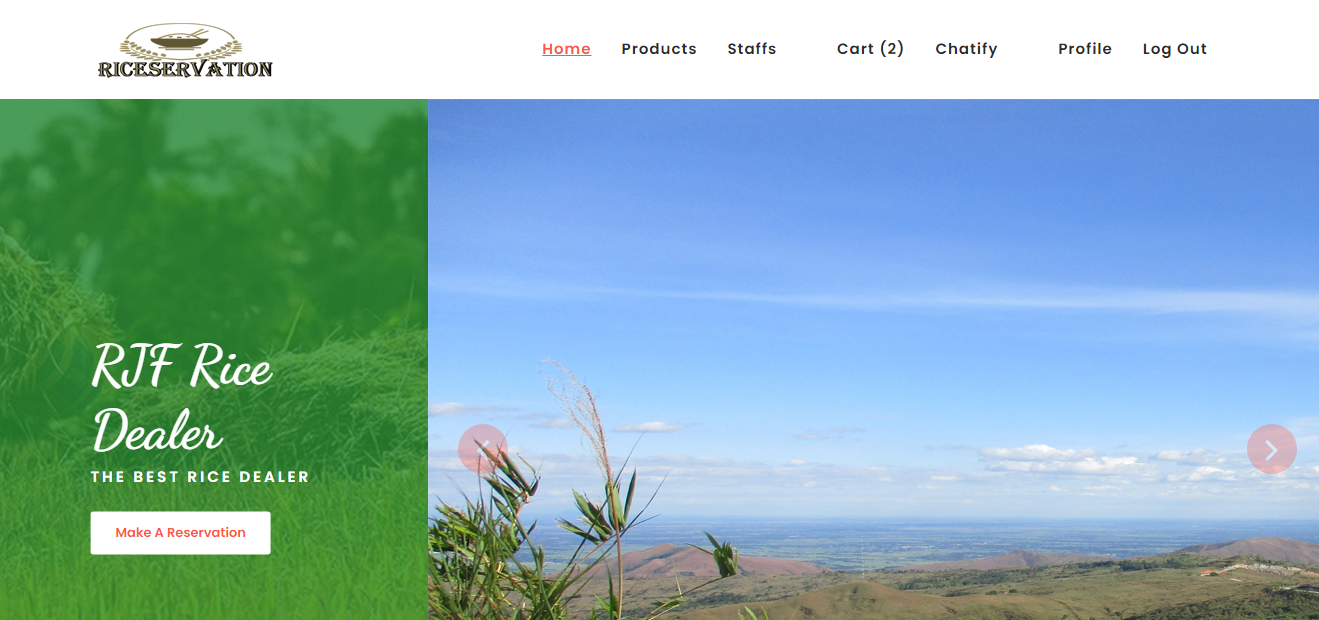 RICESERVATION
Home Products Staffs Cart (2) Chatify Profile Log Out
RJF Rice
Dealer
THE BEST RICE DEALER
Make A Reservation